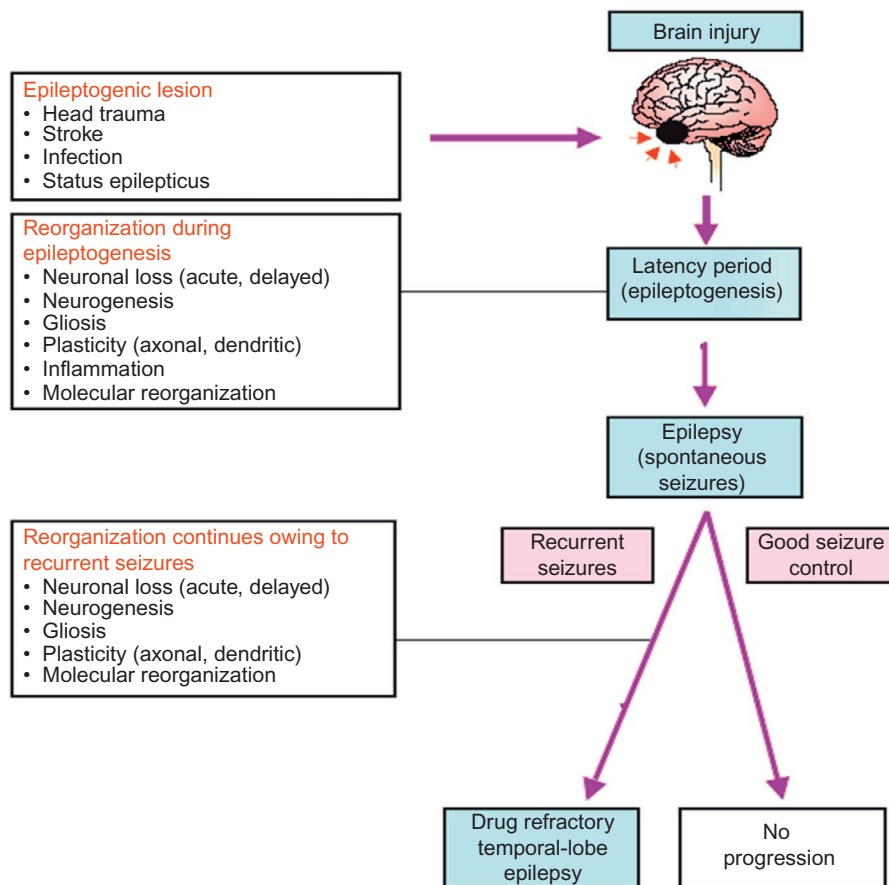 Brain injury
Epileptogenic lesion
• Head trauma
• Stroke
• Infection
• Status epilepticus
Reorganization during
epileptogenesis
• Neuronal loss (acute, delayed)
• Neurogenesis
• Gliosis
• Plasticity (axonal, dendritic)
• Inflammation
• Molecular reorganization
Latency period
(epileptogenesis)
Epilepsy
(spontaneous
seizures)
Reorganization continues owing to
recurrent seizures
• Neuronal loss (acute, delayed)
• Neurogenesis
• Gliosis
• Plasticity (axonal, dendritic)
• Molecular reorganization
Recurrent
seizures
Good seizure
control
Drug refractory
temporal-lobe
epilepsy
No
progression